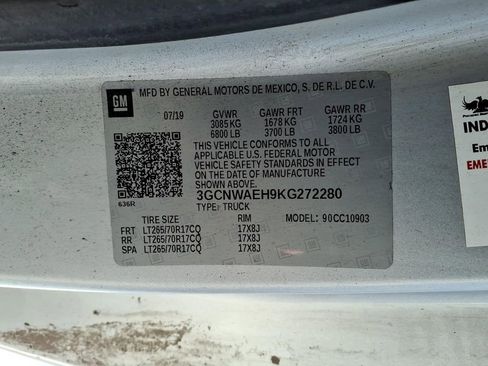 GM
MFD BY GENERAL MOTORS DE MEXICO, S. DE R.L. DE C.V.
07/19 GVWR GAWR FRT GAWR RR
3085 KG 1678 KG 1724 KG
6800 LB 3700 LB 3800 LB
THIS VEHICLE CONFORMS TO ALL
APPLICABLE U.S. FEDERAL MOTOR
VEHICLE SAFETY STANDARDS IN EFFECT
ON THE DATE OF MANUFACTURE
SHOWN ABOVE.
3GCNWAEH9KG272280
636R
TYPE: TRUCK
TIRE SIZE RIM MODEL: 90CC10903
FRT LT265/70R17CQ 17X8J
RR LT265/70R17CQ 17X8J
SPA LT265/70R17CQ 17X8J
IND
Em
Eme